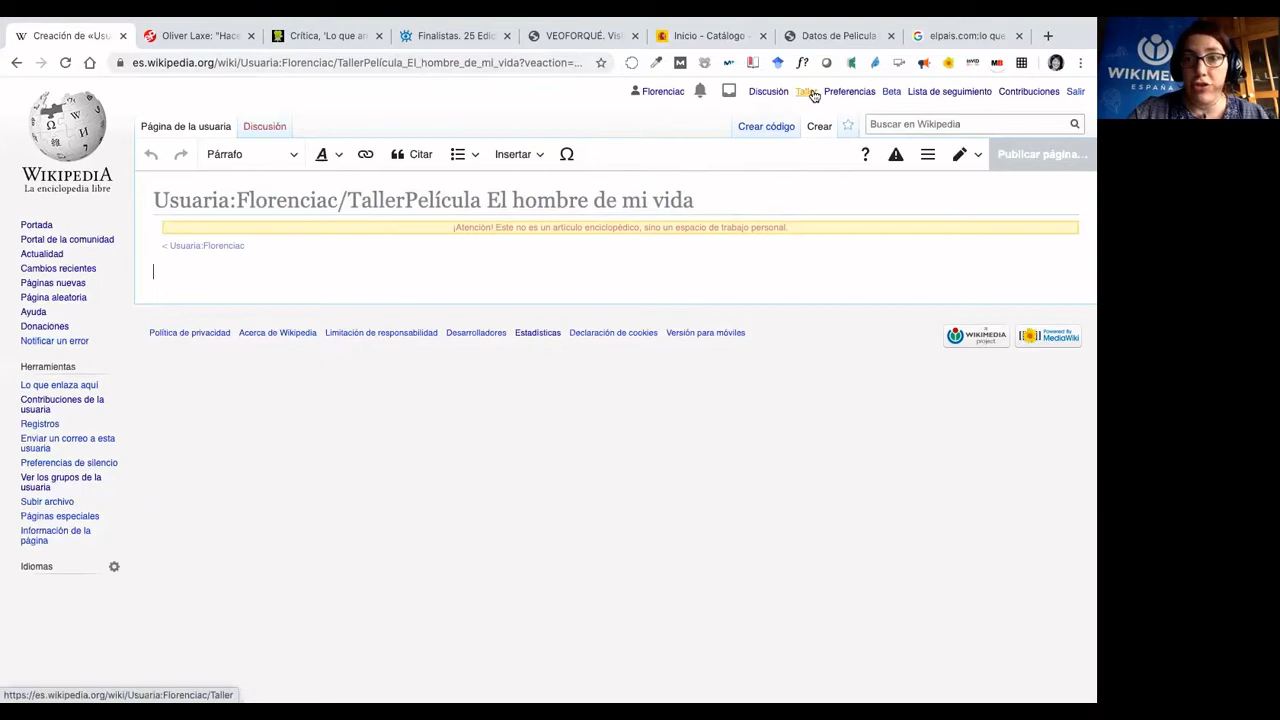 Creación de «Usu
Oliver Laxe: "Hace
Crítica, 'Lo que ar
Finalistas. 25 Edic
VEOFORQUÉ. Visi
Inicio - Catálogo
Datos de Película
elpais.com;lo que
es.wikipedia.org/wiki/Usuaria:Florenciac/TallerPelícula_El_hombre_de_mi_vida?veaction=...
Florenciac
Discusión
Taller
Preferencias
Beta
Lista de seguimiento
Contribuciones
Salir
Página de la usuaria
Discusión
Crear código
Crear
Buscar en Wikipedia
Párrafo
A
Citar
Insertar
Ω
?
Publicar página...
WIKIPEDIA
La enciclopedia libre
Usuaria:Florenciac/TallerPelícula El hombre de mi vida
¡Atención! Este no es un artículo enciclopédico, sino un espacio de trabajo personal.
< Usuaria:Florenciac
Portada
Portal de la comunidad
Actualidad
Cambios recientes
Páginas nuevas
Página aleatoria
Ayuda
Donaciones
Notificar un error
Herramientas
Lo que enlaza aquí
Contribuciones de la
usuaria
Registros
Enviar un correo a esta
usuaria
Preferencias de silencio
Ver los grupos de la
usuaria
Subir archivo
Páginas especiales
Información de la
página
Idiomas
Política de privacidad
Acerca de Wikipedia
Limitación de responsabilidad
Desarrolladores
Estadísticas
Declaración de cookies
Versión para móviles
a
WIKIMEDIA
project
Powered By
MediaWiki
WIKIME
ESPAÑA
https://es.wikipedia.org/wiki/Usuaria:Florenciac/Taller